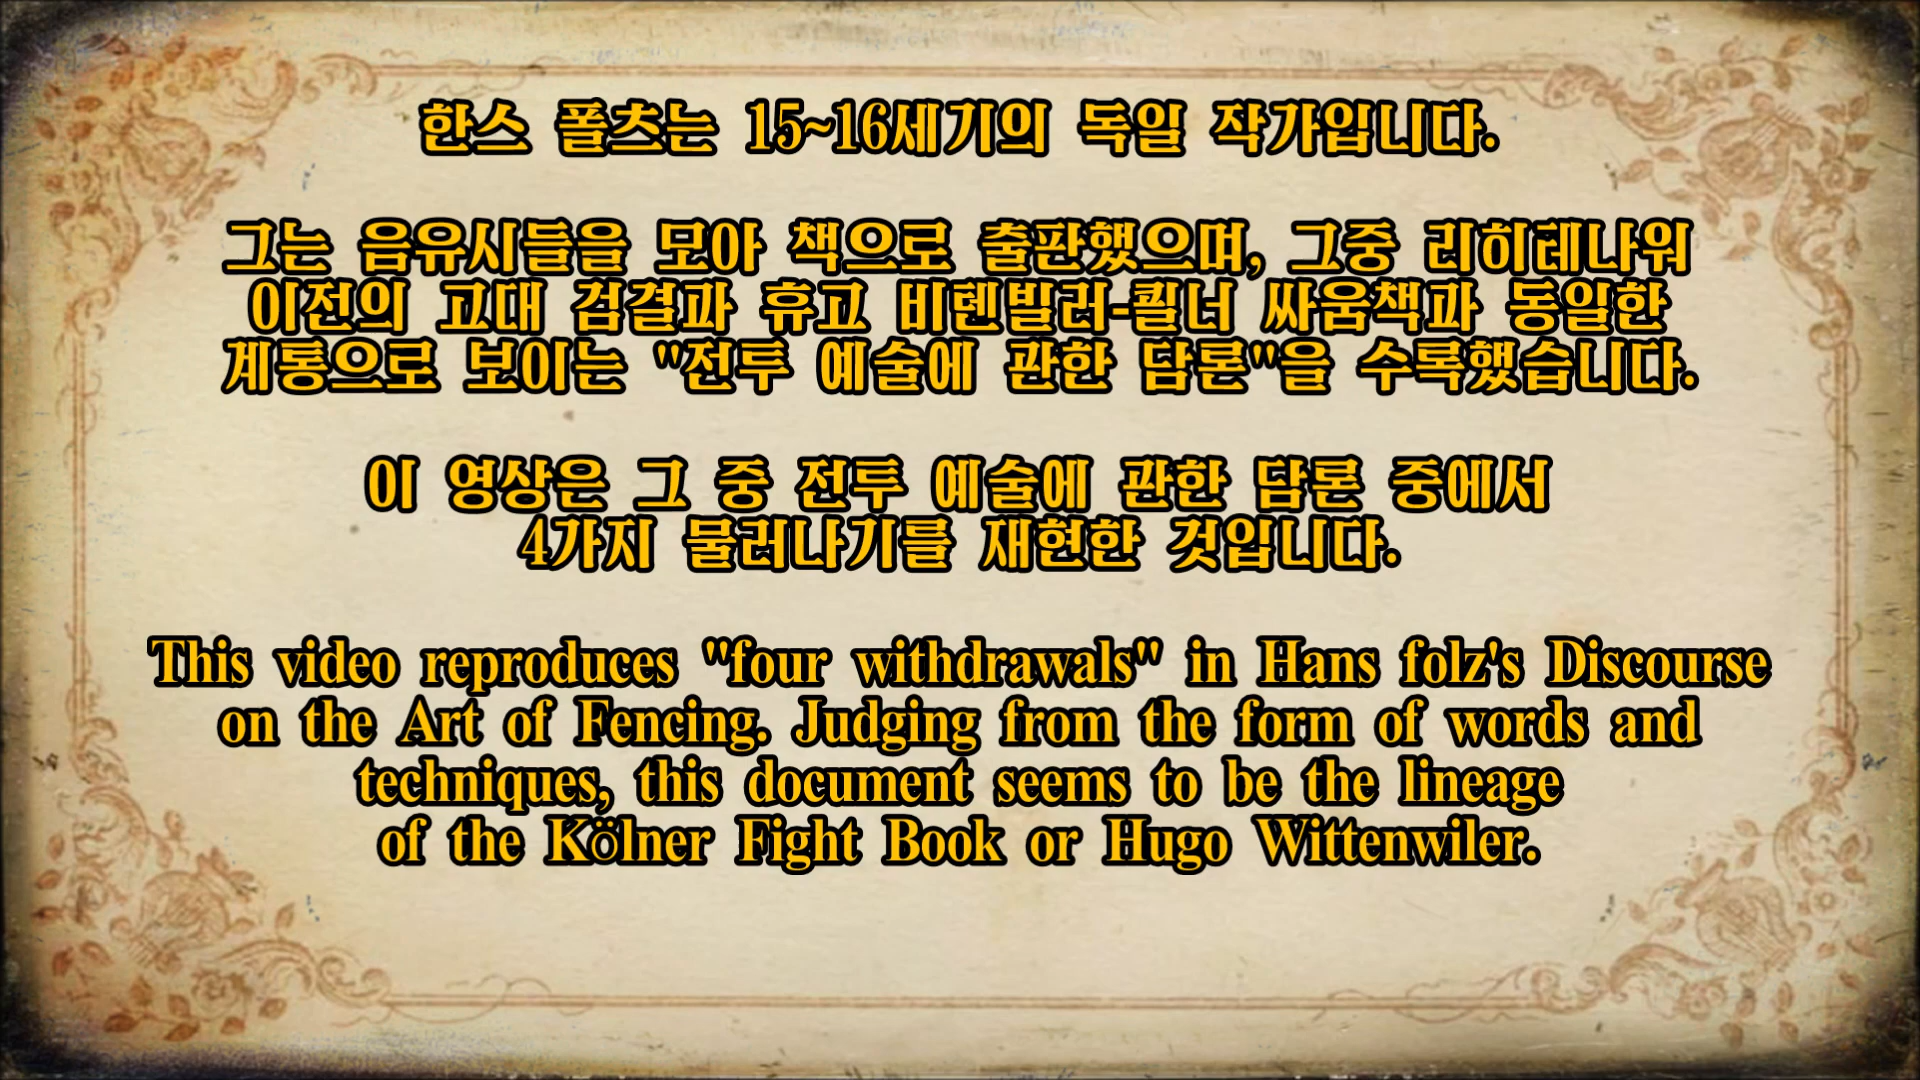 한스 폴츠는 15~16세기의 독일 작가입니다.
그는 음유시들을 모아 책으로 출판했으며, 그중 리히테나워
이전의 고대 검결과 휴고 비텐빌러-쾰너 싸움책과 동일한
계통으로 보이는 "전투 예술에 관한 담론"을 수록했습니다.
이 영상은 그 중 전투 예술에 관한 담론 중에서
4가지 물러나기를 재현한 것입니다.
This video reproduces "four withdrawals" in Hans folz's Discourse
on the Art of Fencing. Judging from the form of words and
techniques, this document seems to be the lineage
of the Kölner Fight Book or Hugo Wittenwiler.